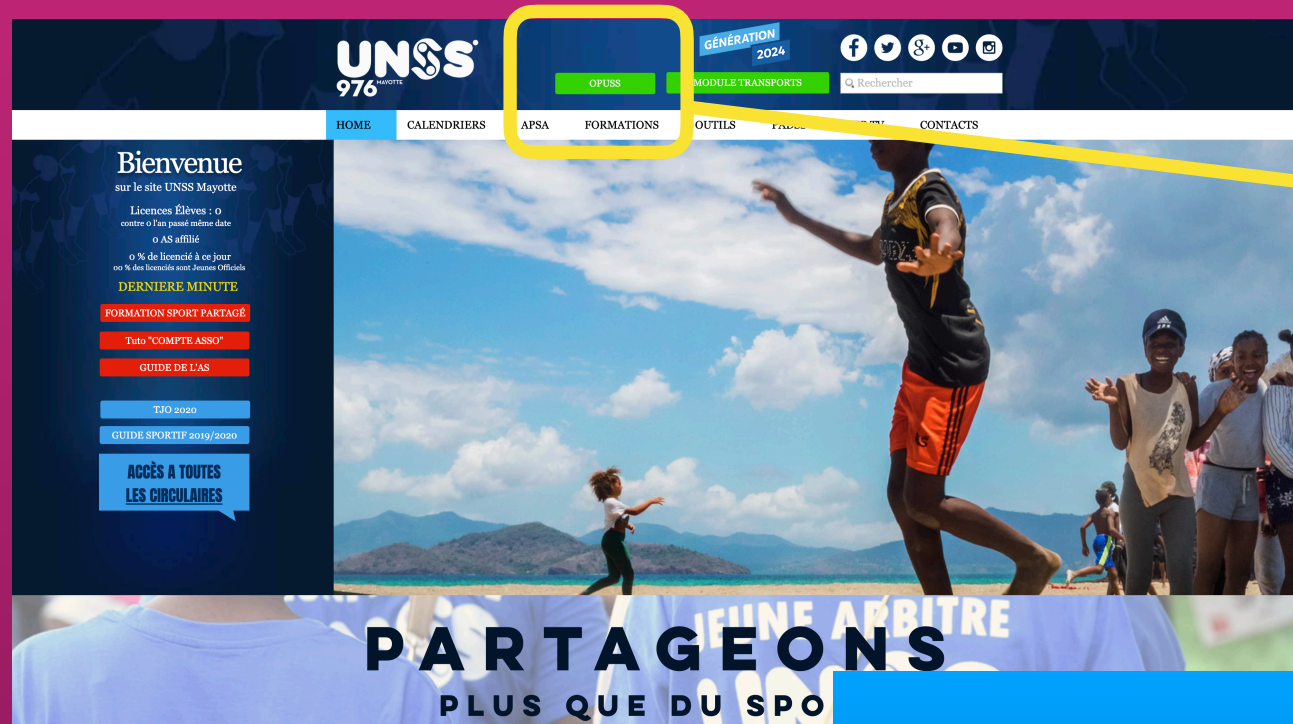 UNSS
976 MAYOTTE
GÉNÉRATION
2024
OPUSS
MODULE TRANSPORTS
Rechercher
HOME CALENDRIERS APSA FORMATIONS OUTILS CONTACTS
Bienvenue
sur le site UNSS Mayotte
Licences Élèves : 0
contre 0 l'an passé même date
0 AS affilié
0 % de licencié à ce jour
00 % des licenciés sont Jeunes Officiels
DERNIERE MINUTE
FORMATION SPORT PARTAGÉ
Tuto "COMPTE ASSO"
GUIDE DE L'AS
TJO 2020
GUIDE SPORTIF 2019/2020
ACCÈS A TOUTES
LES CIRCULAIRES
JEUNE ARBITRE
PARTAGEONS
PLUS QUE DU SPO